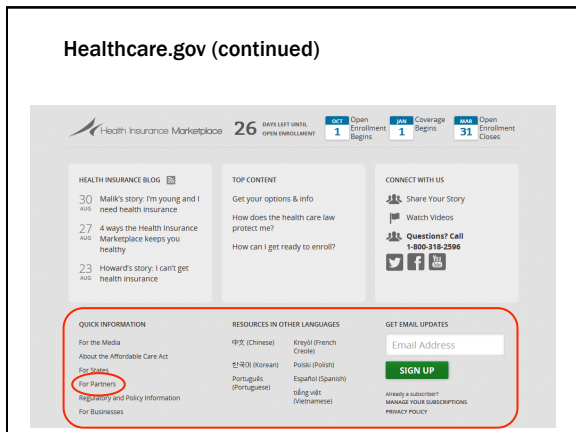 Healthcare.gov (continued)
Health Insurance Marketplace
26 DAYS LEFT UNTIL
OPEN ENROLLMENT
OCT
1
Open
Enrollment
Begins
JAN
1
Coverage
Begins
MAR
31
Open
Enrollment
Closes
HEALTH INSURANCE BLOG
30 AUG
Malik's story: I'm young and I
need health insurance
27 AUG
4 ways the Health Insurance
Marketplace keeps you
healthy
23 AUG
Howard's story: I can't get
health insurance
TOP CONTENT
Get your options & info
How does the health care law
protect me?
How can I get ready to enroll?
CONNECT WITH US
Share Your Story
Watch Videos
Questions? Call
1-800-318-2596
You
Tube
QUICK INFORMATION
For the Media
About the Affordable Care Act
For States
For Partners
Regulatory and Policy Information
For Businesses
RESOURCES IN OTHER LANGUAGES
中文 (Chinese)
한국어 (Korean)
Português
(Portuguese)
Kreyòl (French
Creole)
Polski (Polish)
Español (Spanish)
tiếng việt
(Vietnamese)
GET EMAIL UPDATES
Email Address
SIGN UP
Already a subscriber?
MANAGE YOUR SUBSCRIPTIONS
PRIVACY POLICY